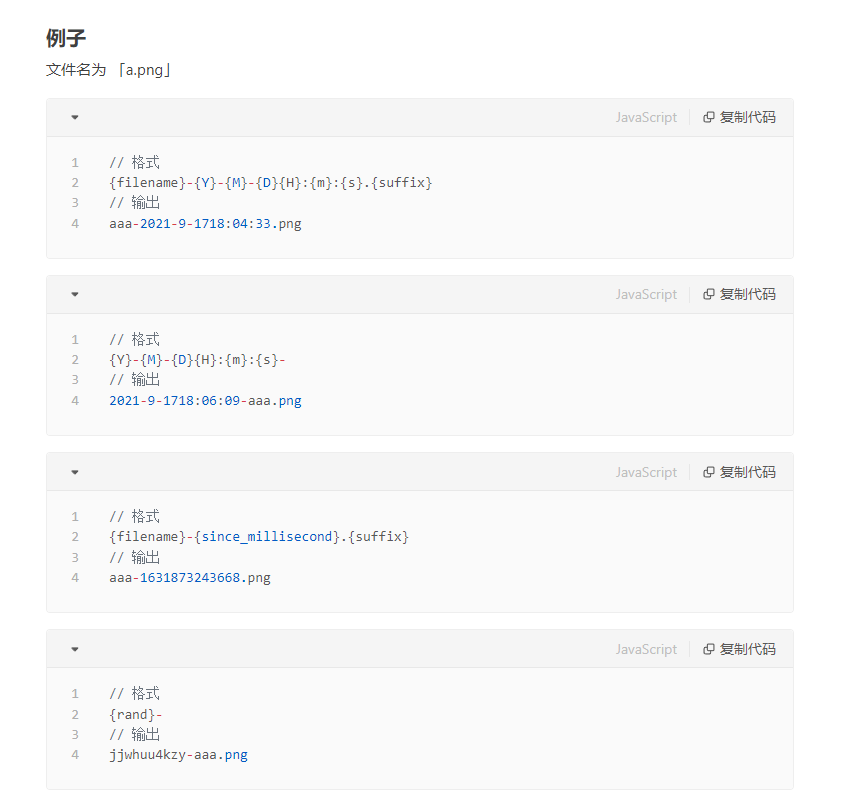 例子
文件名为 「a.png」
JavaScript 复制代码
1 // 格式
2 {filename}-{Y}-{M}-{D}{H}:{m}:{s}.{suffix}
3 // 输出
4 aaa-2021-9-1718:04:33.png
JavaScript 复制代码
1 // 格式
2 {Y}-{M}-{D}{H}:{m}:{s}-
3 // 输出
4 2021-9-1718:06:09-aaa.png
JavaScript 复制代码
1 // 格式
2 {filename}-{since_millisecond}.{suffix}
3 // 输出
4 aaa-1631873243668.png
JavaScript 复制代码
1 // 格式
2 {rand}-
3 // 输出
4 jjwhuu4kzy-aaa.png